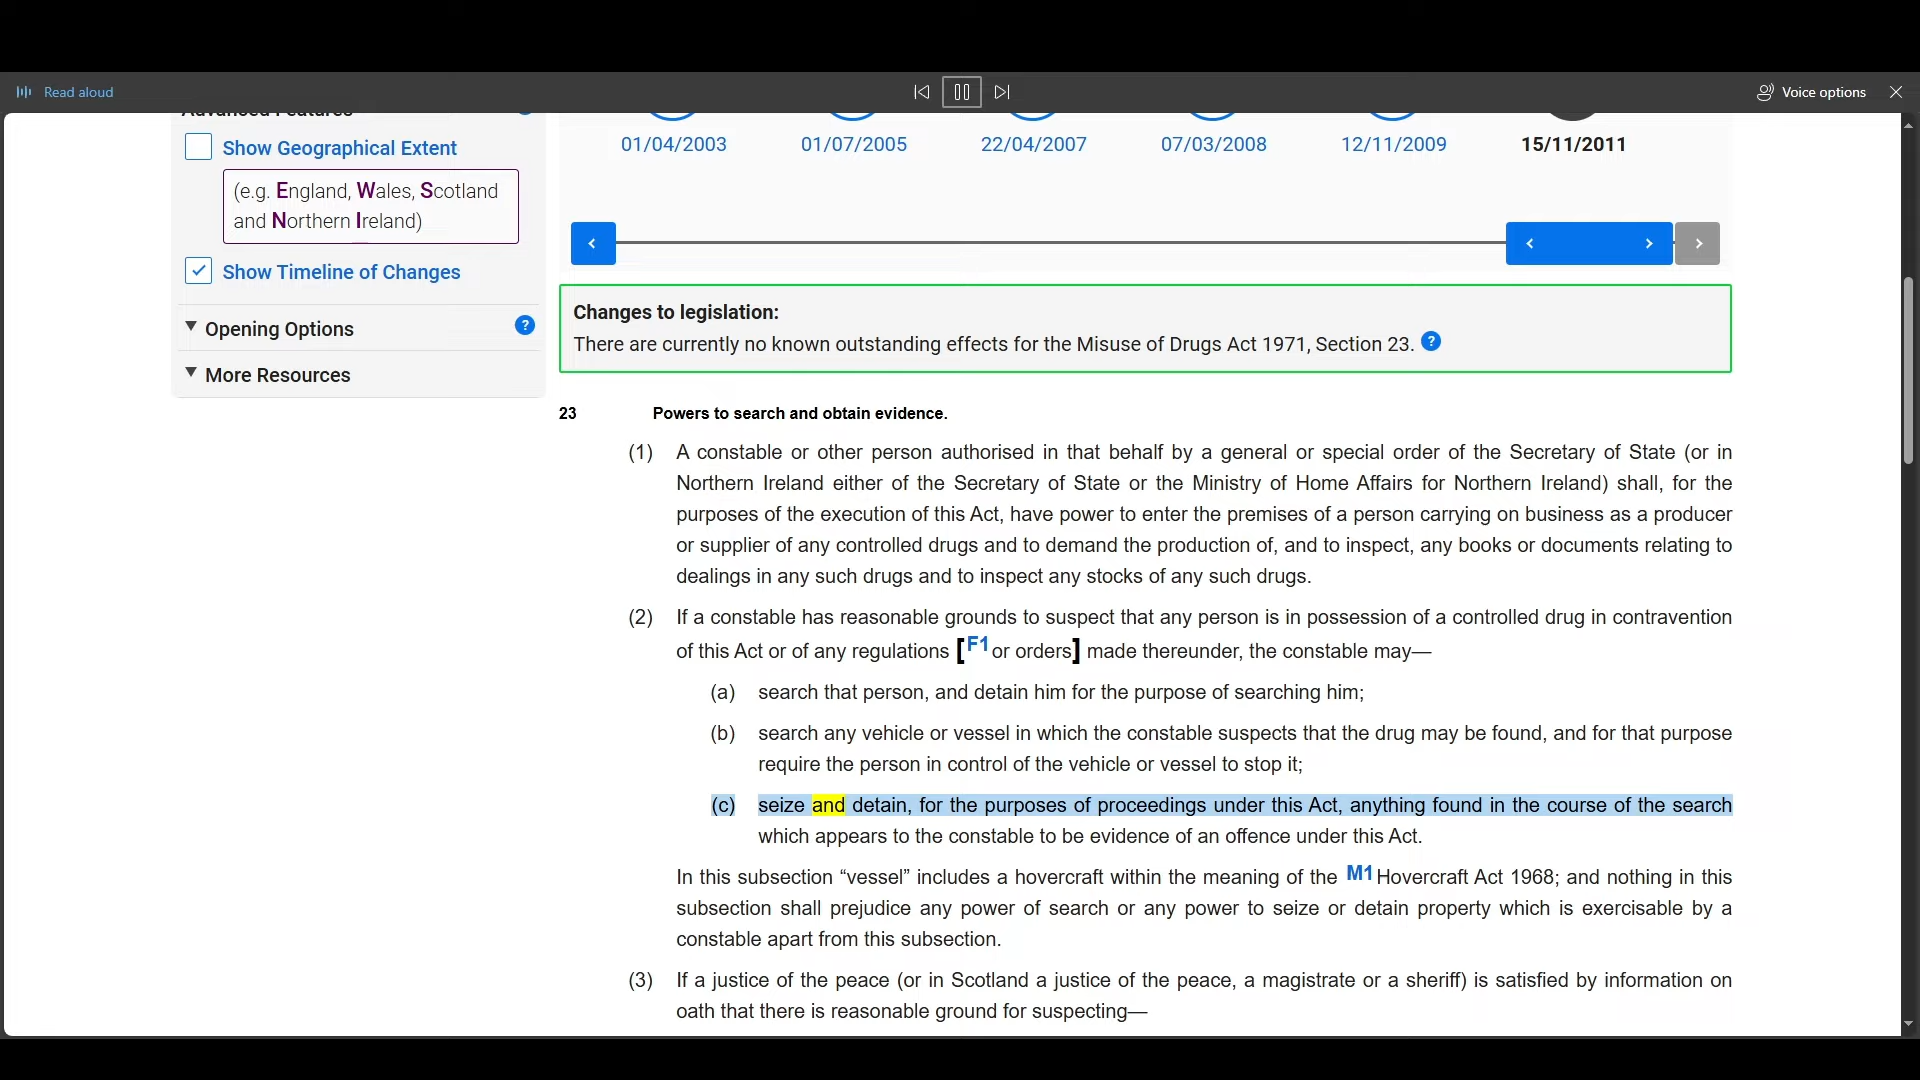 Read aloud
Voice options
Advanced Features
Show Geographical Extent
(e.g. England, Wales, Scotland
and Northern Ireland)
Show Timeline of Changes
Opening Options
?
More Resources
01/04/2003
01/07/2005
22/04/2007
07/03/2008
12/11/2009
15/11/2011
Changes to legislation:
There are currently no known outstanding effects for the Misuse of Drugs Act 1971, Section 23. ?
23 Powers to search and obtain evidence.
(1) A constable or other person authorised in that behalf by a general or special order of the Secretary of State (or in
Northern Ireland either of the Secretary of State or the Ministry of Home Affairs for Northern Ireland) shall, for the
purposes of the execution of this Act, have power to enter the premises of a person carrying on business as a producer
or supplier of any controlled drugs and to demand the production of, and to inspect, any books or documents relating to
dealings in any such drugs and to inspect any stocks of any such drugs.
(2) If a constable has reasonable grounds to suspect that any person is in possession of a controlled drug in contravention
of this Act or of any regulations [F1 or orders] made thereunder, the constable may—
(a) search that person, and detain him for the purpose of searching him;
(b) search any vehicle or vessel in which the constable suspects that the drug may be found, and for that purpose
require the person in control of the vehicle or vessel to stop it;
(c) seize and detain, for the purposes of proceedings under this Act, anything found in the course of the search
which appears to the constable to be evidence of an offence under this Act.
In this subsection “vessel” includes a hovercraft within the meaning of the M1 Hovercraft Act 1968; and nothing in this
subsection shall prejudice any power of search or any power to seize or detain property which is exercisable by a
constable apart from this subsection.
(3) If a justice of the peace (or in Scotland a justice of the peace, a magistrate or a sheriff) is satisfied by information on
oath that there is reasonable ground for suspecting—